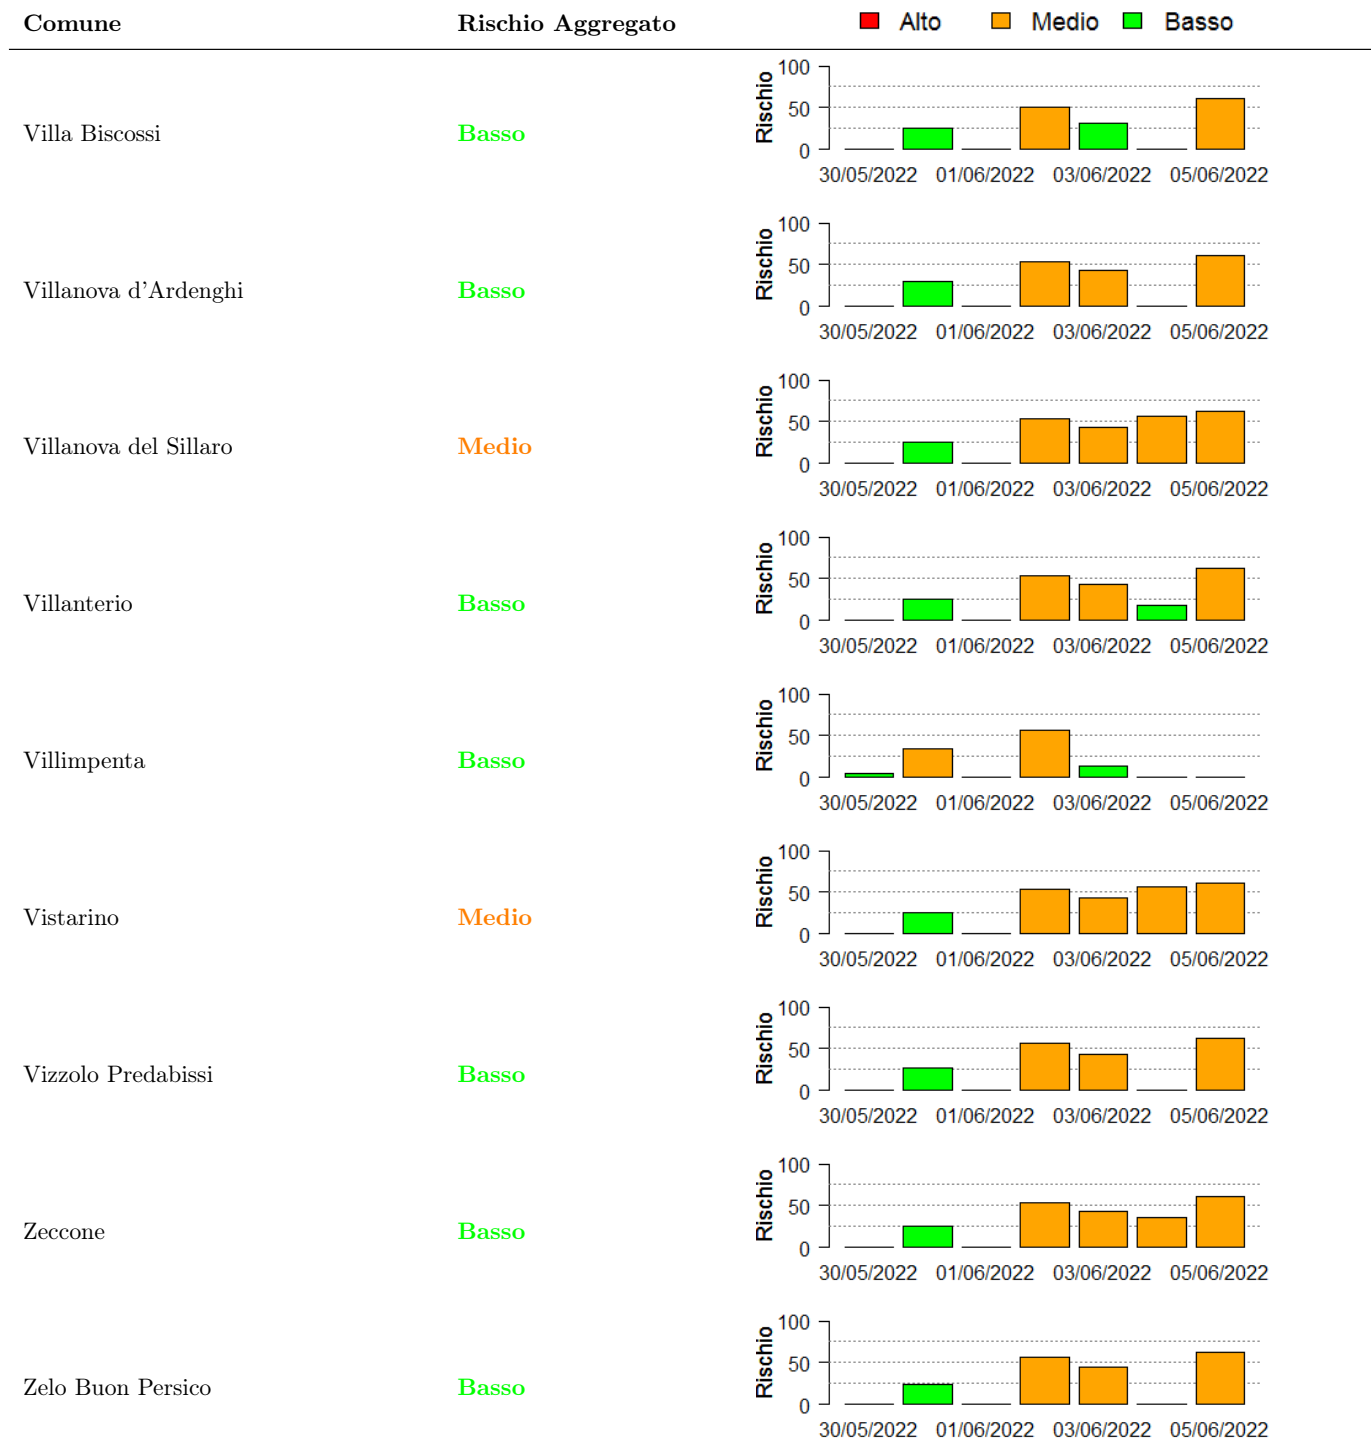 Comune Rischio Aggregato Alto Medio Basso
Villa Biscossi Basso
Rischio
100
50
0
30/05/2022 01/06/2022 03/06/2022 05/06/2022
Villanova d'Ardenghi Basso
Rischio
100
50
0
30/05/2022 01/06/2022 03/06/2022 05/06/2022
Villanova del Sillaro Medio
Rischio
100
50
0
30/05/2022 01/06/2022 03/06/2022 05/06/2022
Villanterio Basso
Rischio
100
50
0
30/05/2022 01/06/2022 03/06/2022 05/06/2022
Villimpenta Basso
Rischio
100
50
0
30/05/2022 01/06/2022 03/06/2022 05/06/2022
Vistarino Medio
Rischio
100
50
0
30/05/2022 01/06/2022 03/06/2022 05/06/2022
Vizzolo Predabissi Basso
Rischio
100
50
0
30/05/2022 01/06/2022 03/06/2022 05/06/2022
Zeccone Basso
Rischio
100
50
0
30/05/2022 01/06/2022 03/06/2022 05/06/2022
Zelo Buon Persico Basso
Rischio
100
50
0
30/05/2022 01/06/2022 03/06/2022 05/06/2022